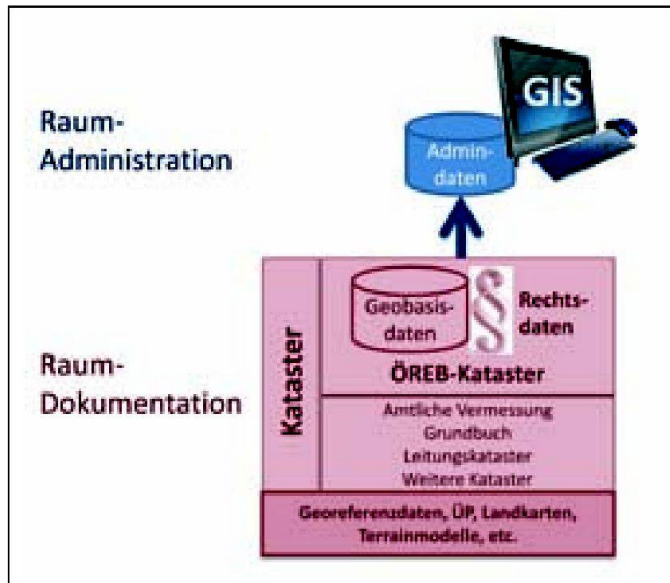 Raum-
Administration
GIS
Admin-
daten
Raum-
Dokumentation
Kataster
Geobasis-
daten
§
Rechts-
daten
ÖREB-Kataster
Amtliche Vermessung
Grundbuch
Leitungskataster
Weitere Kataster
Georeferenzdaten, ÜP, Landkarten,
Terrainmodelle, etc.